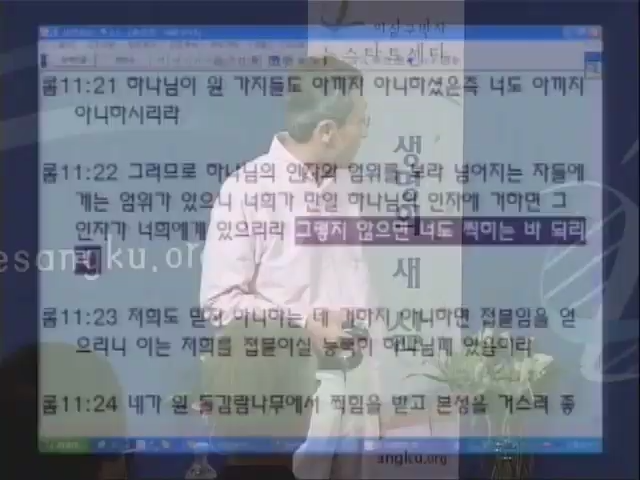 롬11:21 하나님이 원 가지들도 아끼지 아니하셨은즉 너도 아끼지
아니하시리라
롬11:22 그러므로 하나님의 인자와 엄위를 보라 넘어지는 자들에
게는 엄위가 있으니 너희가 만일 하나님의 인자에 거하면 그
인자가 너희에게 있으리라 그렇지 않으면 너도 찍히는 바 되리
라
esangku.org
생명의 새
롬11:23 저희도 믿지 아니하는 데 거하지 아니하면 접붙임을 얻
으리니 이는 저희를 접붙이실 능력이 하나님께 있음이라
롬11:24 네가 원 돌감람나무에서 찍힘을 받고 본성을 거스려 좋
angku.org